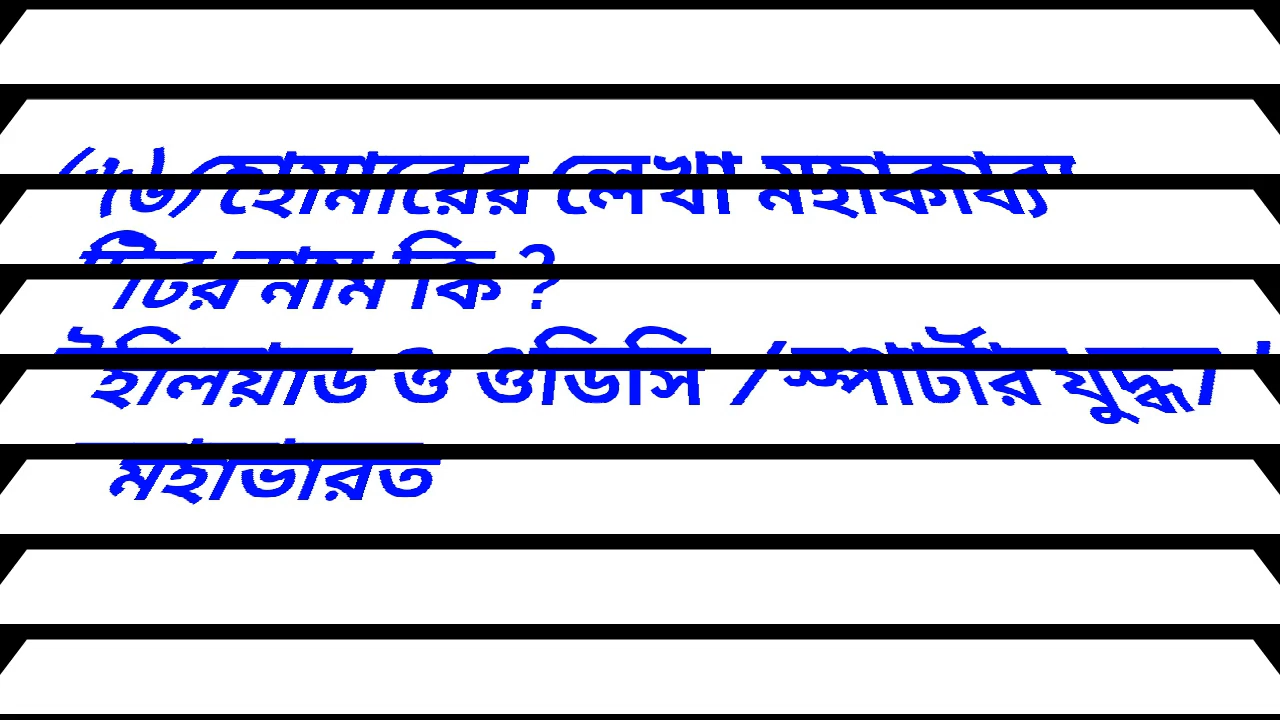 হোমারের লেখা মহাকাব্য
টির নাম কি ?
ইলিয়াড ও ওডিসি / স্পার্টার যুদ্ধ /
মহাভারত